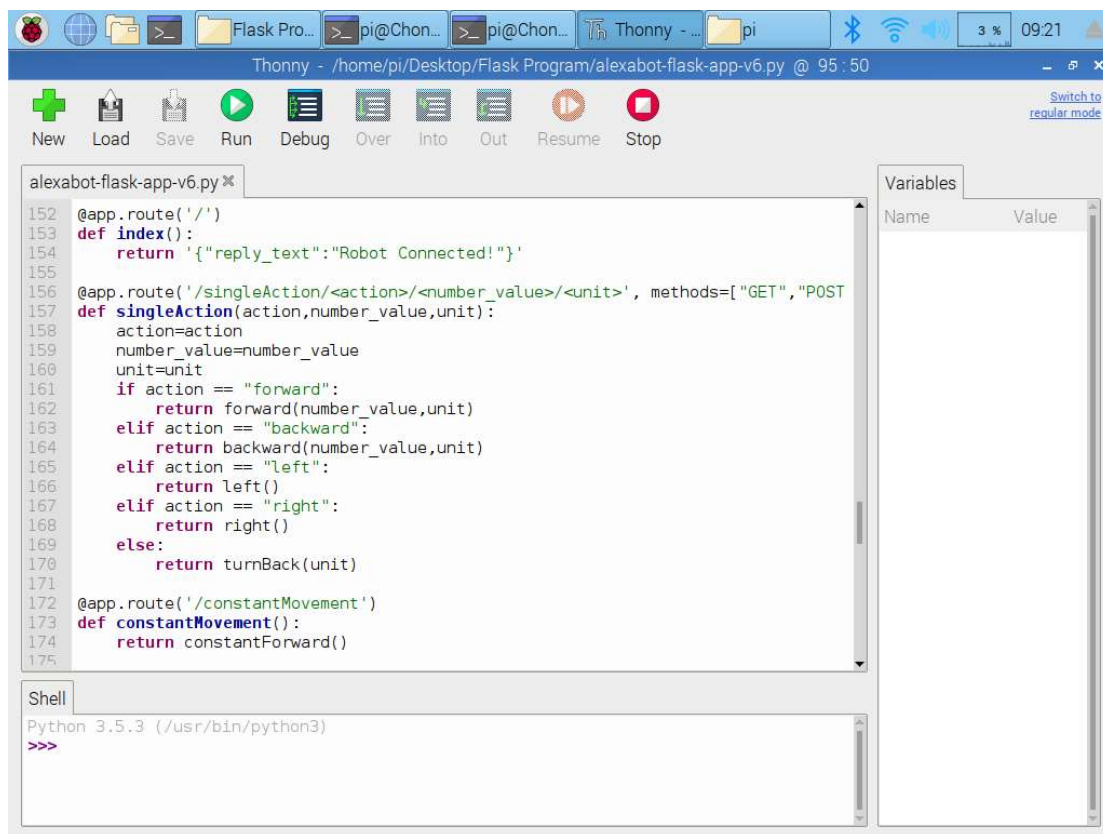 Flask Pro... pi@Chon... pi@Chon... Thonny - ... pi 3 % 09:21
Thonny - /home/pi/Desktop/Flask Program/alexabot-flask-app-v6.py @ 95:50
New Load Save Run Debug Over Into Out Resume Stop
Switch to
regular mode
alexabot-flask-app-v6.py
152 @app.route('/')
153 def index():
154     return '{"reply_text":"Robot Connected!"}'
155
156 @app.route('/singleAction/<action>/<number_value>/<unit>', methods=["GET","POST
157 def singleAction(action,number_value,unit):
158     action=action
159     number_value=number_value
160     unit=unit
161     if action == "forward":
162         return forward(number_value,unit)
163     elif action == "backward":
164         return backward(number_value,unit)
165     elif action == "left":
166         return left()
167     elif action == "right":
168         return right()
169     else:
170         return turnBack(unit)
171
172 @app.route('/constantMovement')
173 def constantMovement():
174     return constantForward()
175
Variables
Name Value
Shell
Python 3.5.3 (/usr/bin/python3)
>>>